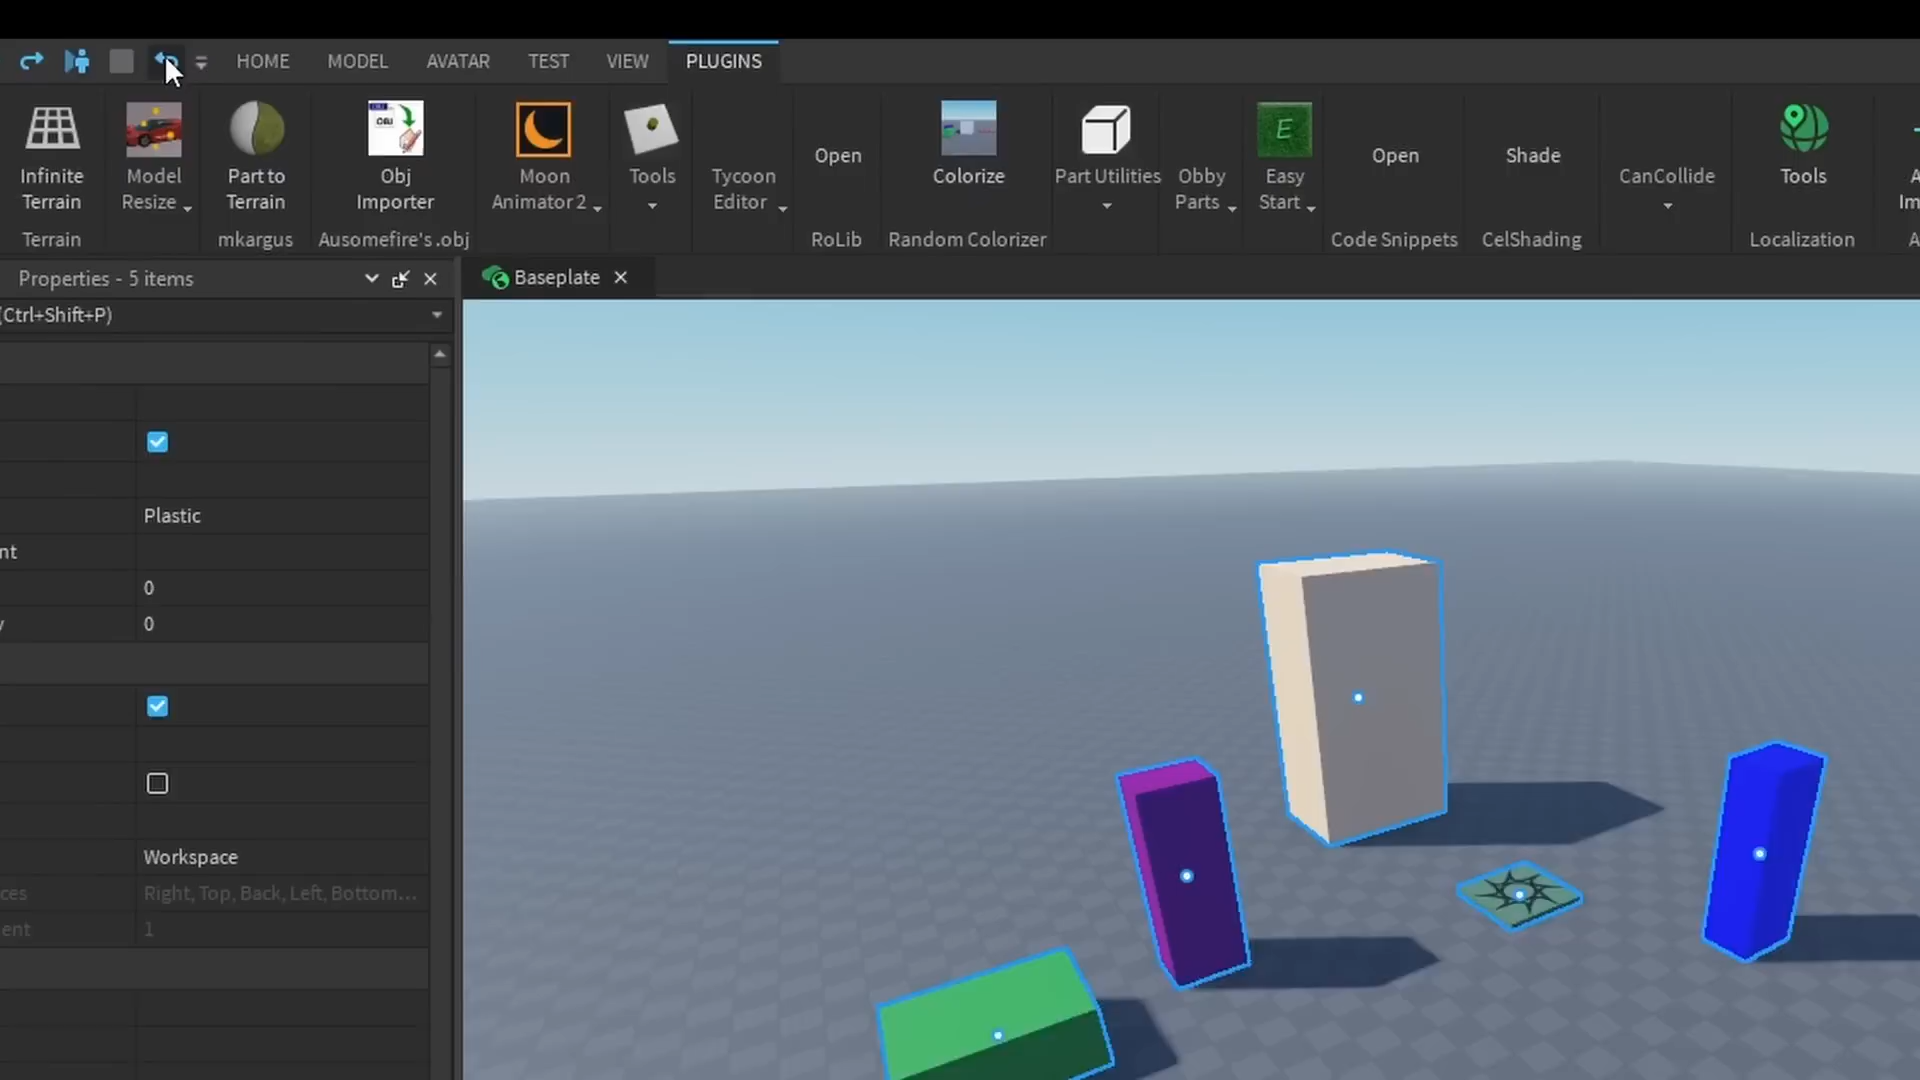 HOME MODEL AVATAR TEST VIEW PLUGINS
Infinite Terrain
Terrain
Model Resize
Part to Terrain
mkargus
OBJ
Obj Importer
Ausomefire's .obj
Moon Animator 2
Tools
Tycoon Editor
Open
RoLib
Colorize
Random Colorizer
Part Utilities
Obby Parts
E
Easy Start
Open
Code Snippets
Shade
CelShading
CanCollide
Tools
Localization
Properties - 5 items
Baseplate
(Ctrl+Shift+P)
Plastic
nt
0
0
Workspace
ces Right, Top, Back, Left, Bottom...
ent 1